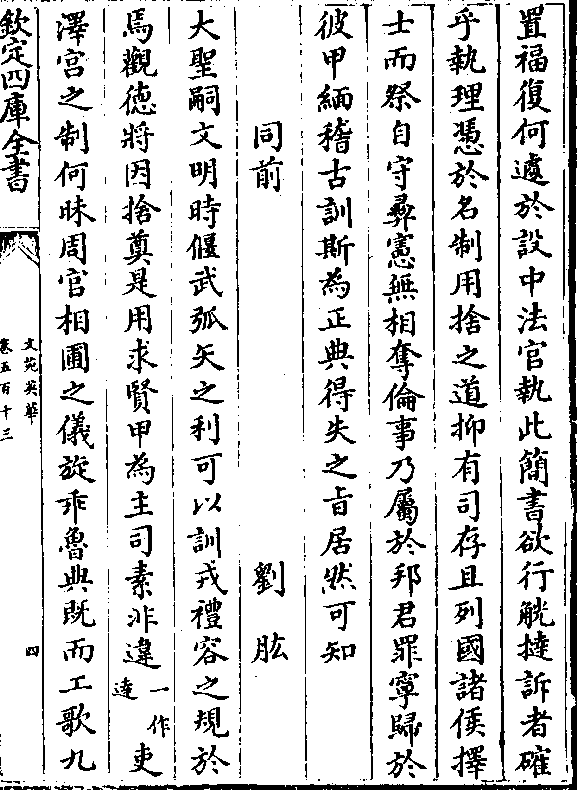 置福復何遽於設中法官執此簡書欲行觥撻訴者確
乎執理憑於名制用捨之道抑有司存且列國諸侯擇
士而祭自守彞憲無相奪倫事乃屬於邦君罪寜歸於
彼甲緬稽古訓斯為正典得失之㫖居然可知
同前 劉肱
大聖嗣文明時偃武弧矢之利可以訓戎禮容之規於
焉觀徳將因捨奠是用求賢甲為主司素非違一作逹吏
澤宫之制何昧周官相圃之儀旋乖魯典既而工歌九
欽定四庫全書
文苑英華
卷五百十三
四